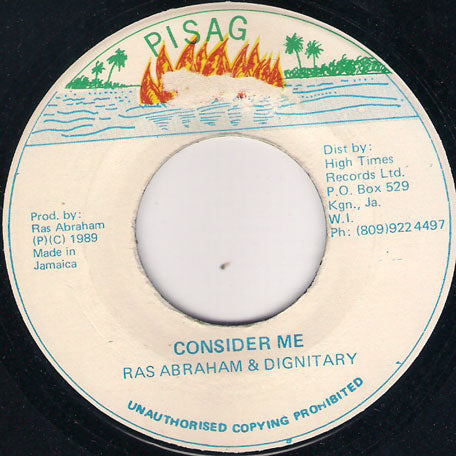 PISAG
Prod. by:
Ras Abraham
(P)(C) 1989
Made in
Jamaica
Dist by:
High Times
Records Ltd.
P.O. Box 529
Kgn., Ja.
W.I.
Ph: (809)922 4497
CONSIDER ME
RAS ABRAHAM & DIGNITARY
UNAUTHORISED COPYING PROHIBITED